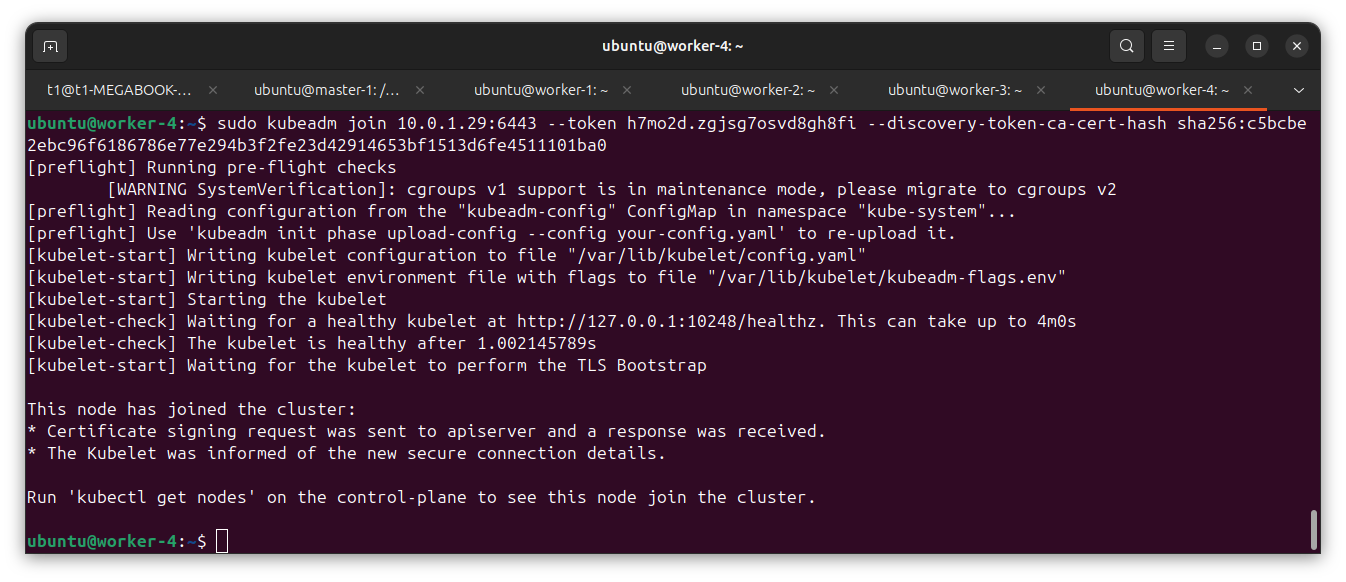 ubuntu@worker-4: ~
t1@t1-MEGABOOK-...
ubuntu@master-1: /...
ubuntu@worker-1: ~
ubuntu@worker-2: ~
ubuntu@worker-3: ~
ubuntu@worker-4: ~
ubuntu@worker-4:~$ sudo kubeadm join 10.0.1.29:6443 --token h7mo2d.zgjsg7osvd8gh8fi --discovery-token-ca-cert-hash sha256:c5bcbe
2ebc96f6186786e77e294b3f2fe23d42914653bf1513d6fe4511101ba0
[preflight] Running pre-flight checks
        [WARNING SystemVerification]: cgroups v1 support is in maintenance mode, please migrate to cgroups v2
[preflight] Reading configuration from the "kubeadm-config" ConfigMap in namespace "kube-system"...
[preflight] Use 'kubeadm init phase upload-config --config your-config.yaml' to re-upload it.
[kubelet-start] Writing kubelet configuration to file "/var/lib/kubelet/config.yaml"
[kubelet-start] Writing kubelet environment file with flags to file "/var/lib/kubelet/kubeadm-flags.env"
[kubelet-start] Starting the kubelet
[kubelet-check] Waiting for a healthy kubelet at http://127.0.0.1:10248/healthz. This can take up to 4m0s
[kubelet-check] The kubelet is healthy after 1.002145789s
[kubelet-start] Waiting for the kubelet to perform the TLS Bootstrap

This node has joined the cluster:
* Certificate signing request was sent to apiserver and a response was received.
* The Kubelet was informed of the new secure connection details.

Run 'kubectl get nodes' on the control-plane to see this node join the cluster.

ubuntu@worker-4:~$